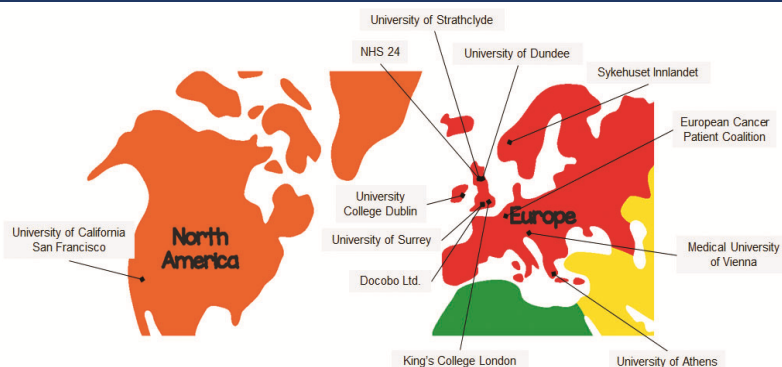 University of Strathclyde
NHS 24
University of Dundee
Sykehuset Innlandet
European Cancer
Patient Coalition
University
College Dublin
Europe
University of California
San Francisco
North
America
University of Surrey
Medical University
of Vienna
Docobo Ltd.
King's College London
University of Athens